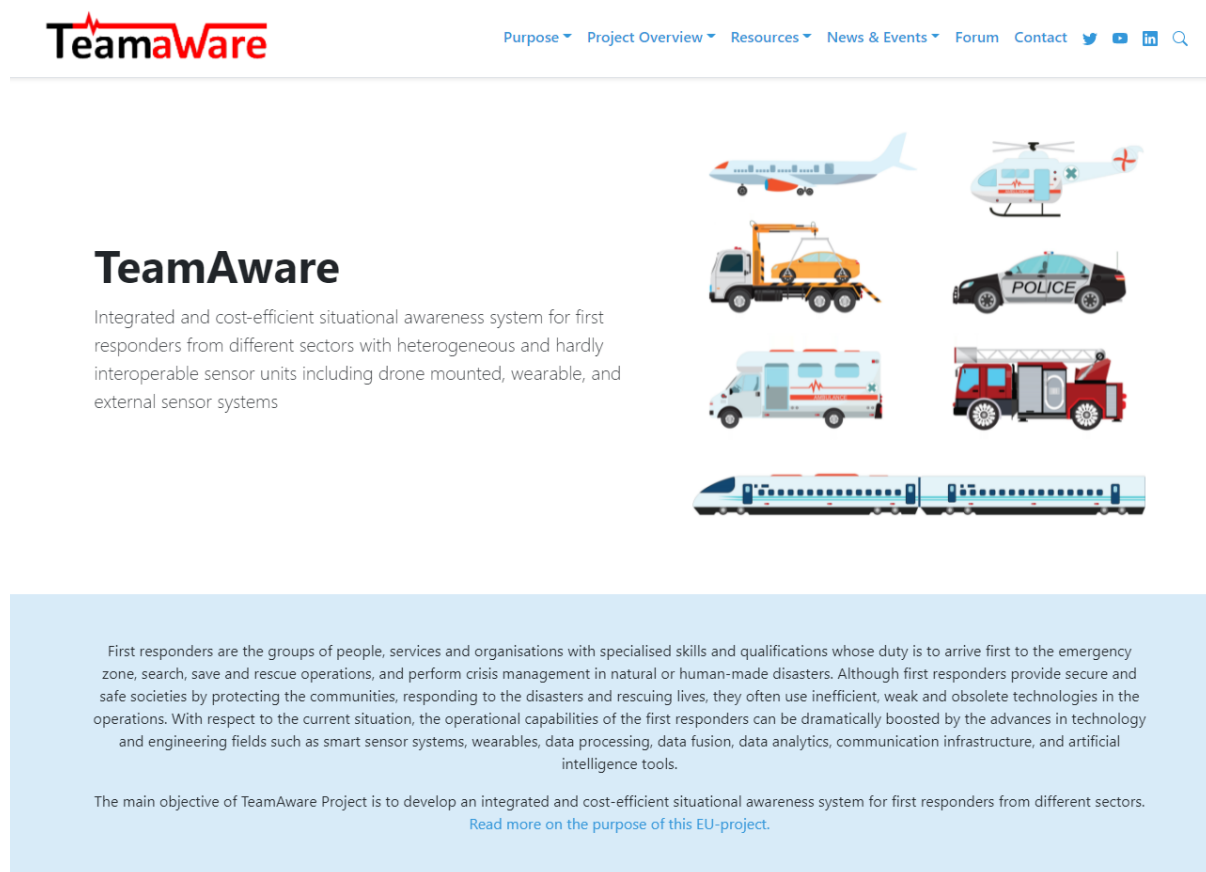 Teamaware
Purpose Project Overview Resources News & Events Forum Contact
TeamAware
Integrated and cost-efficient situational awareness system for first
responders from different sectors with heterogeneous and hardly
interoperable sensor units including drone mounted, wearable, and
external sensor systems
AMBULANCE
POLICE
AMBULANCE
First responders are the groups of people, services and organisations with specialised skills and qualifications whose duty is to arrive first to the emergency
zone, search, save and rescue operations, and perform crisis management in natural or human-made disasters. Although first responders provide secure and
safe societies by protecting the communities, responding to the disasters and rescuing lives, they often use inefficient, weak and obsolete technologies in the
operations. With respect to the current situation, the operational capabilities of the first responders can be dramatically boosted by the advances in technology
and engineering fields such as smart sensor systems, wearables, data processing, data fusion, data analytics, communication infrastructure, and artificial
intelligence tools.
The main objective of TeamAware Project is to develop an integrated and cost-efficient situational awareness system for first responders from different sectors.
Read more on the purpose of this EU-project.